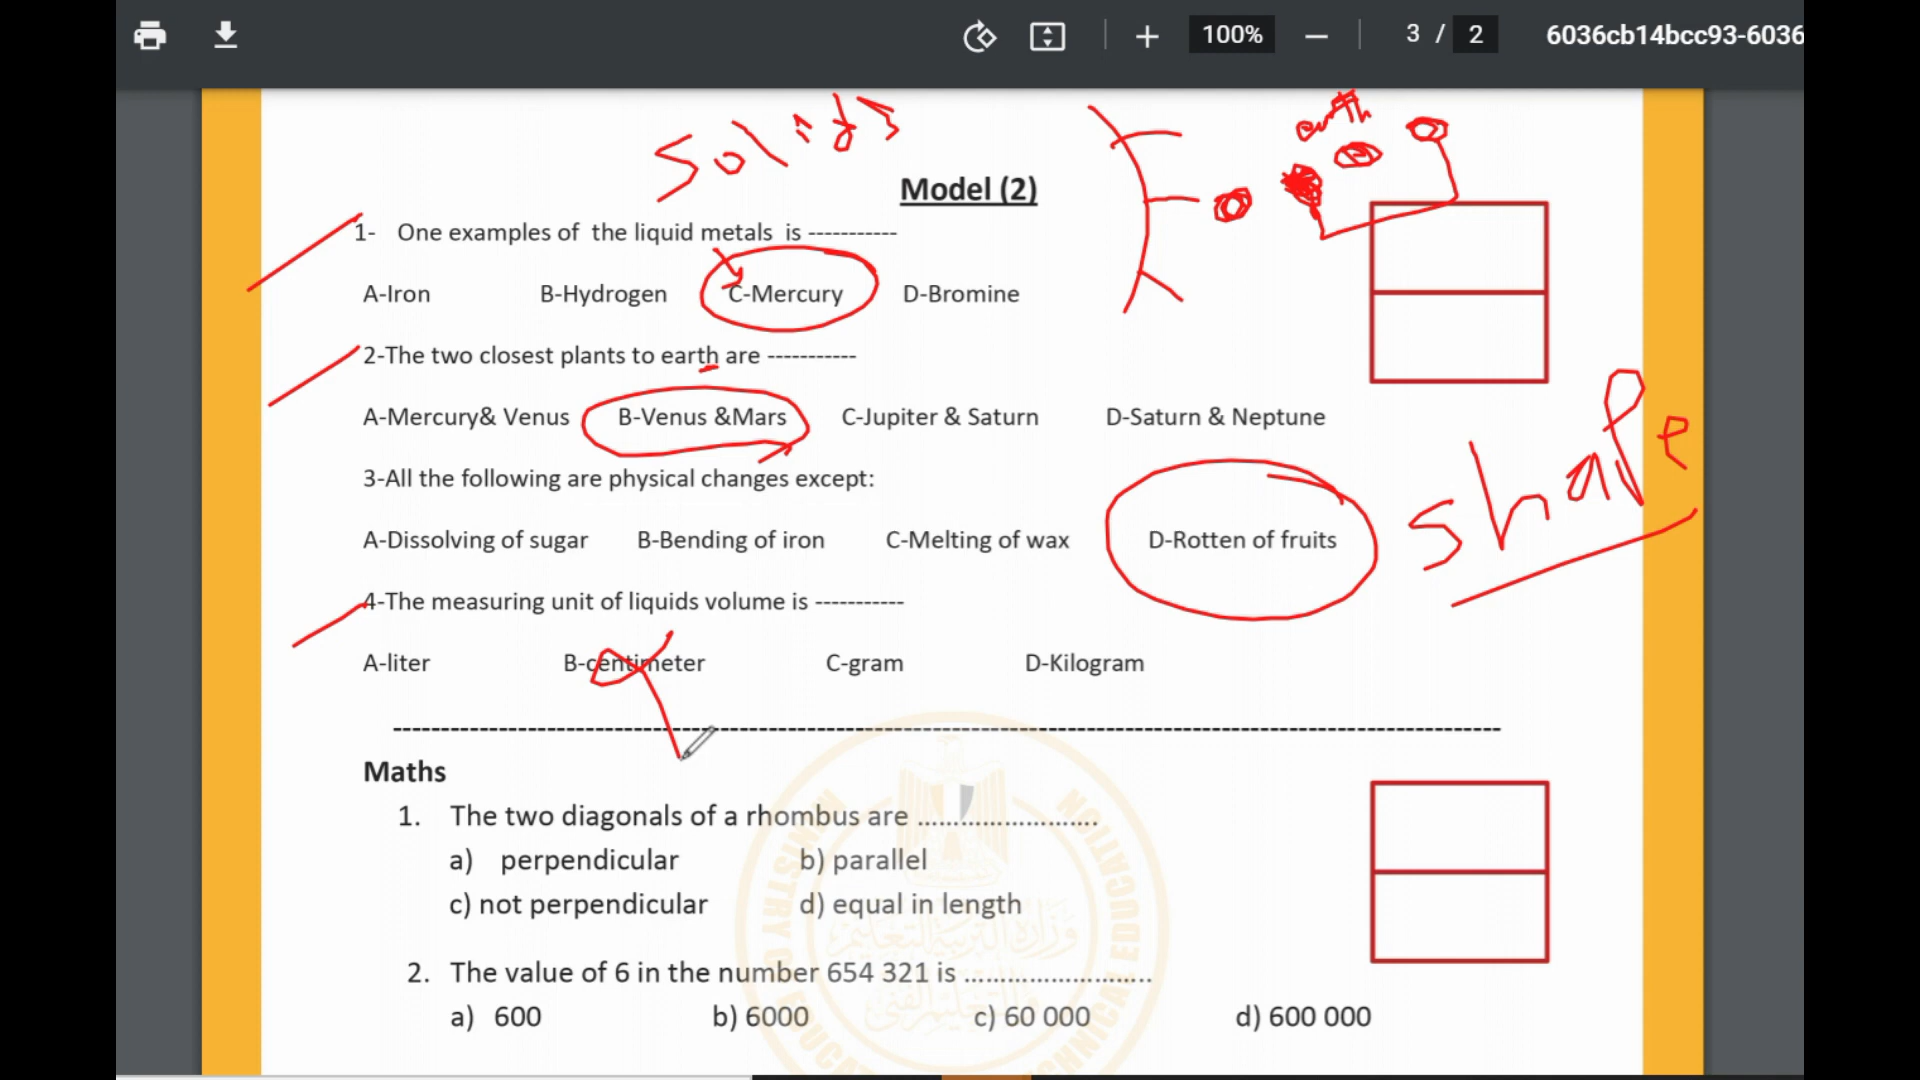 100%
3 / 2
6036cb14bcc93-6036
solids
earth
Model (2)
1- One examples of the liquid metals is -----------
A-Iron B-Hydrogen C-Mercury D-Bromine
2-The two closest plants to earth are -----------
A-Mercury& Venus B-Venus &Mars C-Jupiter & Saturn D-Saturn & Neptune
shape
3-All the following are physical changes except:
A-Dissolving of sugar B-Bending of iron C-Melting of wax D-Rotten of fruits
4-The measuring unit of liquids volume is -----------
A-liter B-centimeter C-gram D-Kilogram
Maths
1. The two diagonals of a rhombus are ..........................
a) perpendicular b) parallel
c) not perpendicular d) equal in length
2. The value of 6 in the number 654 321 is ..........................
a) 600 b) 6000 c) 60 000 d) 600 000